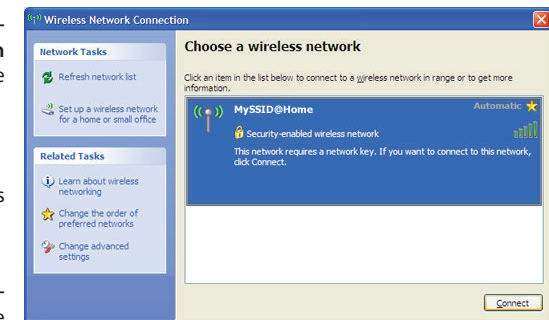 Wireless Network Connection
Network Tasks
Refresh network list
Set up a wireless network
for a home or small office
Related Tasks
Learn about wireless
networking
Change the order of
preferred networks
Change advanced
settings
Choose a wireless network
Click an item in the list below to connect to a wireless network in range or to get more
information.
MySSID@Home
Automatic
Security-enabled wireless network
This network requires a network key. If you want to connect to this network,
click Connect.
Connect